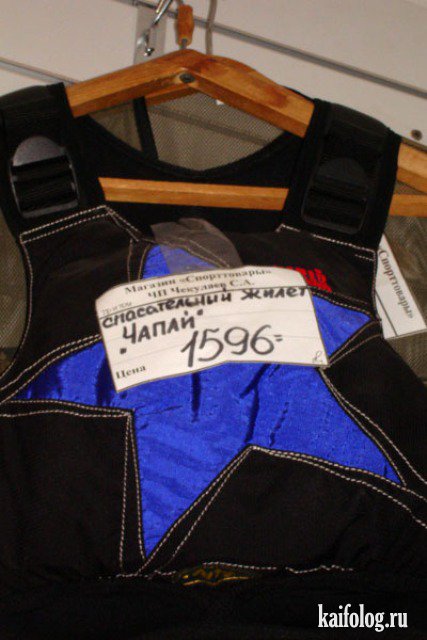 Магазин «Спорттовары»
ЧП Чекулаев С.А.
спасательный жилет
"ЧАПАЙ"
Цена 1596=
Спорттовары»
kaifolog.ru